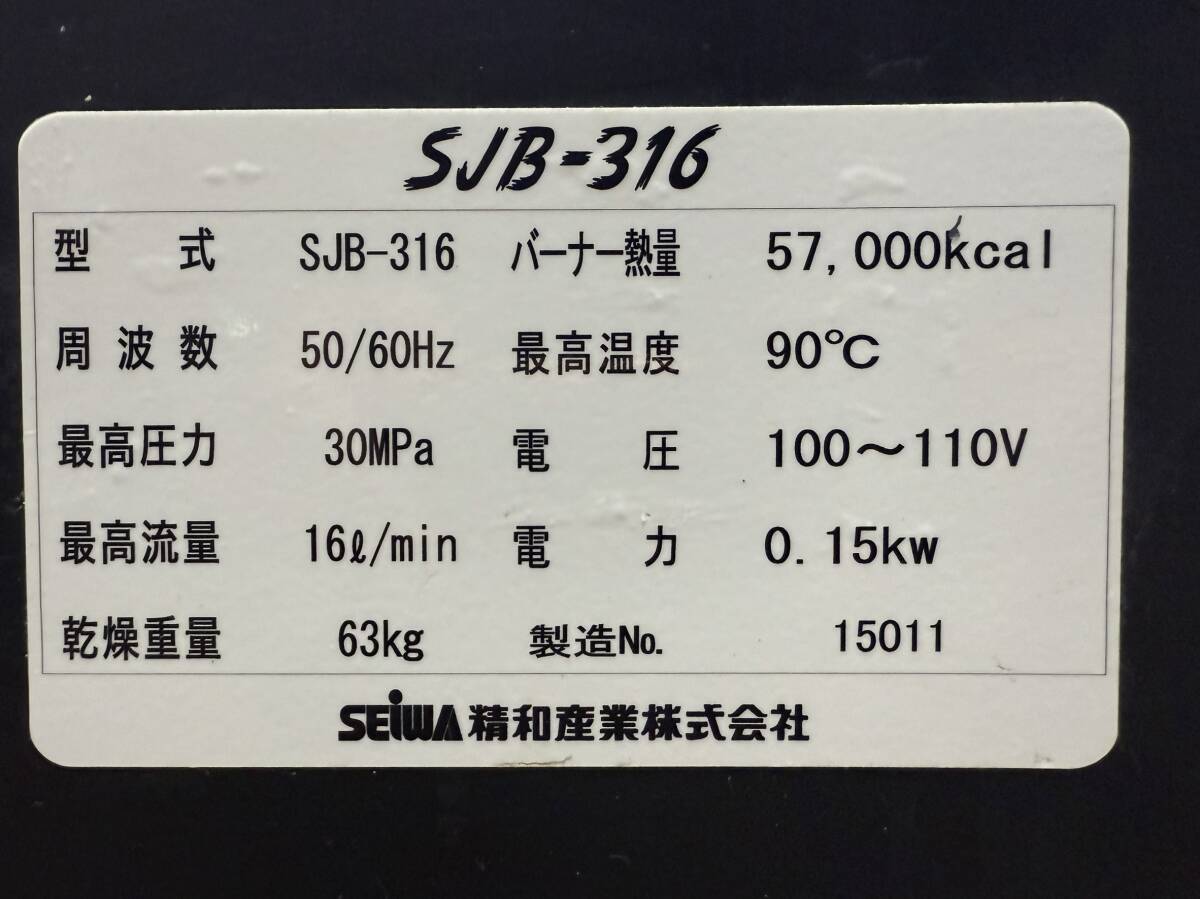 SJB-316
型式 SJB-316 バーナー熱量 57,000kcal
周波数 50/60Hz 最高温度 90℃
最高圧力 30MPa 電圧 100～110V
最高流量 16ℓ/min 電力 0.15kw
乾燥重量 63kg 製造No. 15011
SEiWA 精和産業株式会社